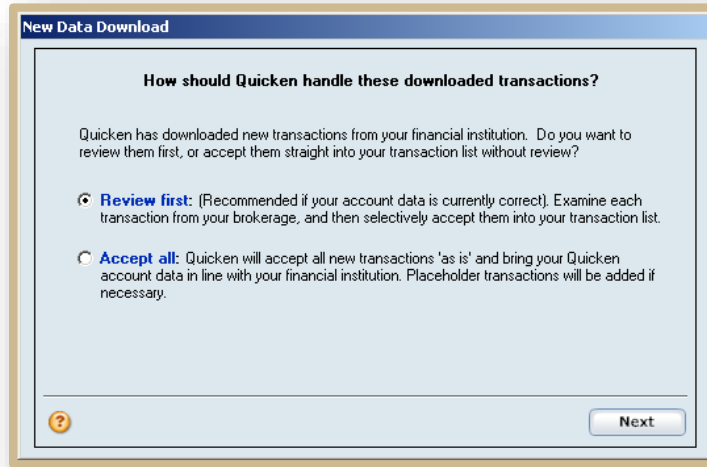 New Data Download
How should Quicken handle these downloaded transactions?
Quicken has downloaded new transactions from your financial institution. Do you want to
review them first, or accept them straight into your transaction list without review?
Review first: (Recommended if your account data is currently correct). Examine each
transaction from your brokerage, and then selectively accept them into your transaction list.
Accept all: Quicken will accept all new transactions 'as is' and bring your Quicken
account data in line with your financial institution. Placeholder transactions will be added if
necessary.
?
Next